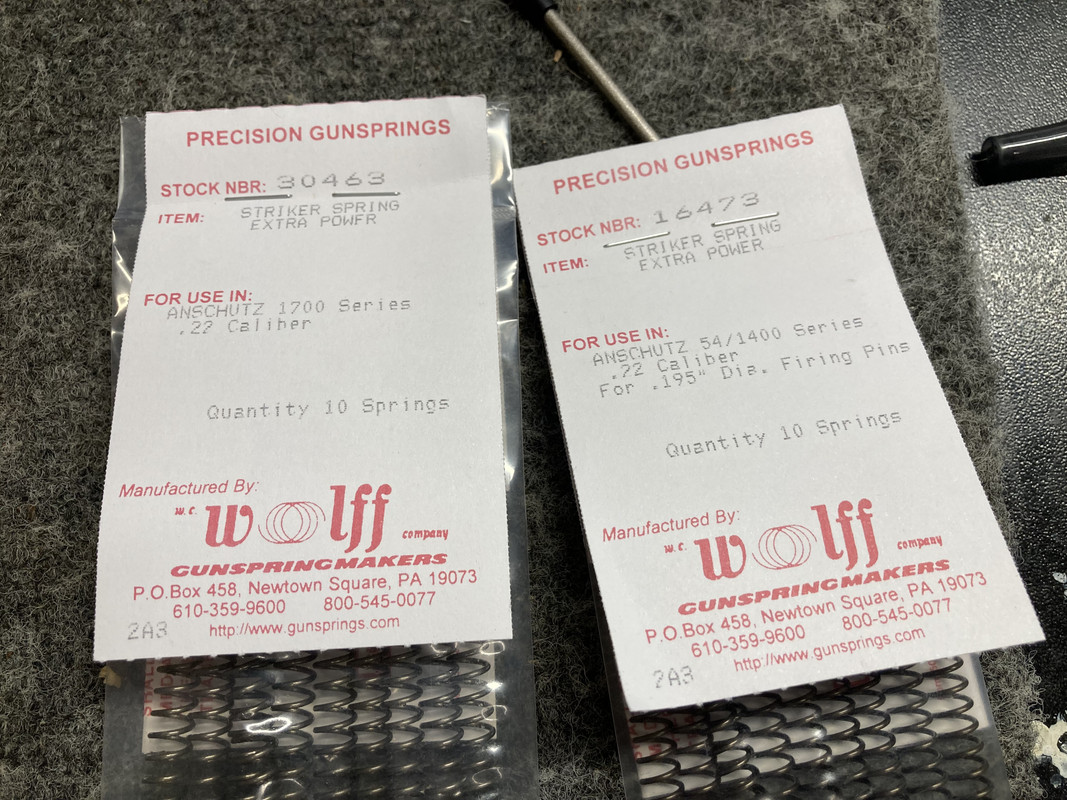 PRECISION GUNSPRINGS
STOCK NBR: 30463
ITEM: STRIKER SPRING
EXTRA POWER
FOR USE IN:
ANSCHUTZ 1700 Series
.22 Caliber
Quantity 10 Springs
Manufactured By:
w.c. wolff company
GUNSPRINGMAKERS
P.O.Box 458, Newtown Square, PA 19073
610-359-9600 800-545-0077
http://www.gunsprings.com
2A3
PRECISION GUNSPRINGS
STOCK NBR: 16473
ITEM: STRIKER SPRING
EXTRA POWER
FOR USE IN:
ANSCHUTZ 54/1400 Series
.22 Caliber
For .195" Dia. Firing Pins
Quantity 10 Springs
Manufactured By:
w.c. wolff company
GUNSPRINGMAKERS
P.O.Box 458, Newtown Square, PA 19073
610-359-9600 800-545-0077
http://www.gunsprings.com
2A3